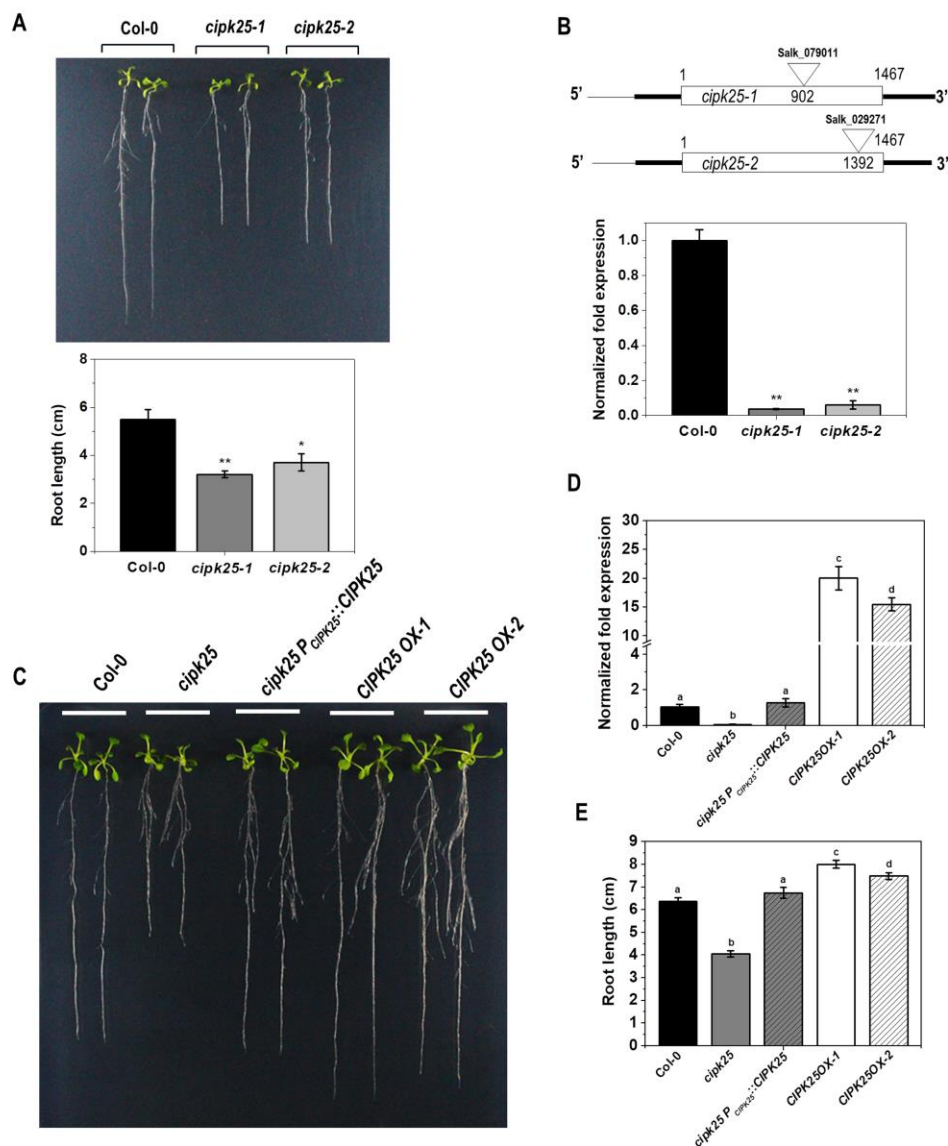 A
Col-0 cipk25-1 cipk25-2
Root length (cm)
8
6
4
2
0
Col-0 cipk25-1 cipk25-2
** *
B
Salk_079011
1 1467
5' cipk25-1 902 3'
Salk_029271
1 1467
5' cipk25-2 1392 3'
Normalized fold expression
1.0
0.8
0.6
0.4
0.2
0.0
** **
Col-0 cipk25-1 cipk25-2
C
Col-0 cipk25 cipk25 PCIPK25::CIPK25 CIPK25 OX-1 CIPK25 OX-2
D
Normalized fold expression
30
25
20
15
10
4
2
0
a b a c d
Col-0 cipk25 cipk25 PCIPK25::CIPK25 CIPK25OX-1 CIPK25OX-2
E
Root length (cm)
9
8
7
6
5
4
3
2
1
0
a b a c d
Col-0 cipk25 cipk25 PCIPK25::CIPK25 CIPK25OX-1 CIPK25OX-2